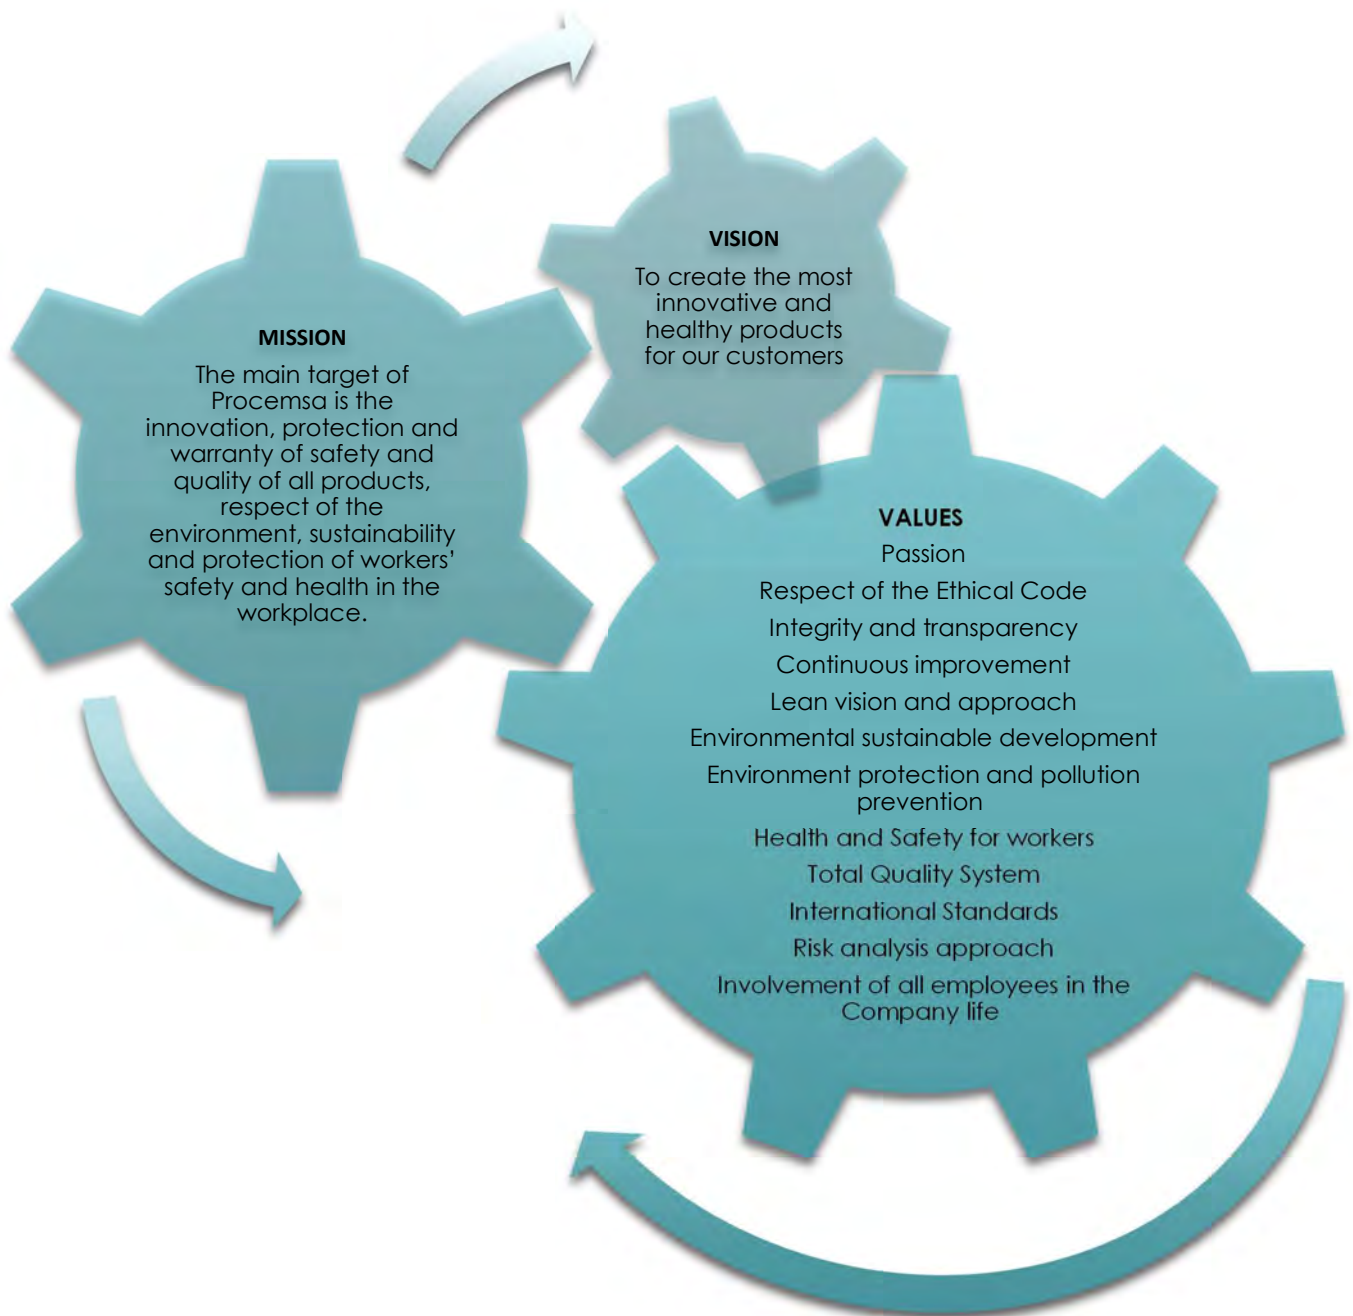 VISION
To create the most
innovative and
healthy products
for our customers
MISSION
The main target of
Procemsa is the
innovation, protection and
warranty of safety and
quality of all products,
respect of the
environment, sustainability
and protection of workers’
safety and health in the
workplace.
VALUES
Passion
Respect of the Ethical Code
Integrity and transparency
Continuous improvement
Lean vision and approach
Environmental sustainable development
Environment protection and pollution
prevention
Health and Safety for workers
Total Quality System
International Standards
Risk analysis approach
Involvement of all employees in the
Company life